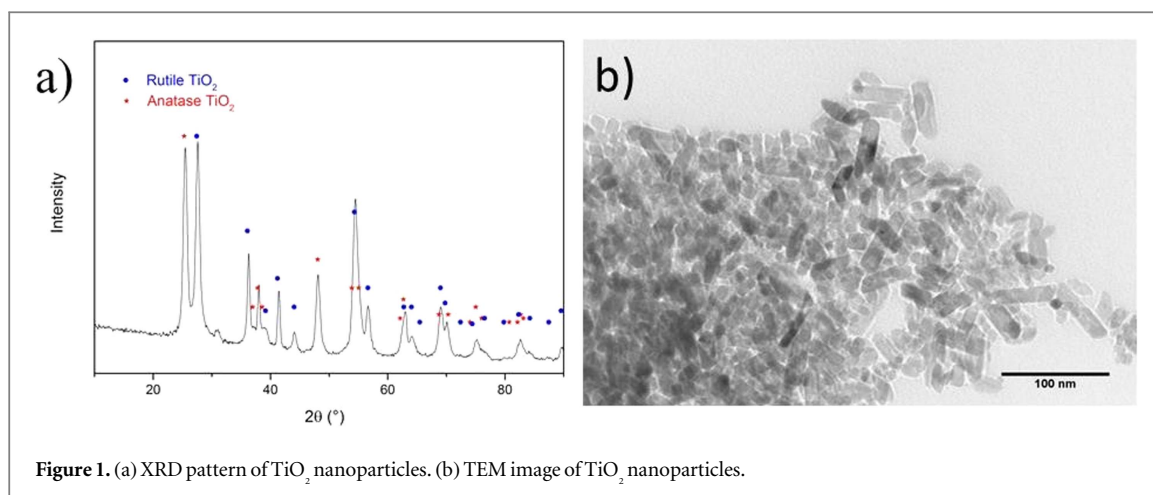 a)
• Rutile TiO₂
* Anatase TiO₂
Intensity
20 40 60 80
2θ (°)
b)
100 nm
Figure 1. (a) XRD pattern of TiO₂ nanoparticles. (b) TEM image of TiO₂ nanoparticles.